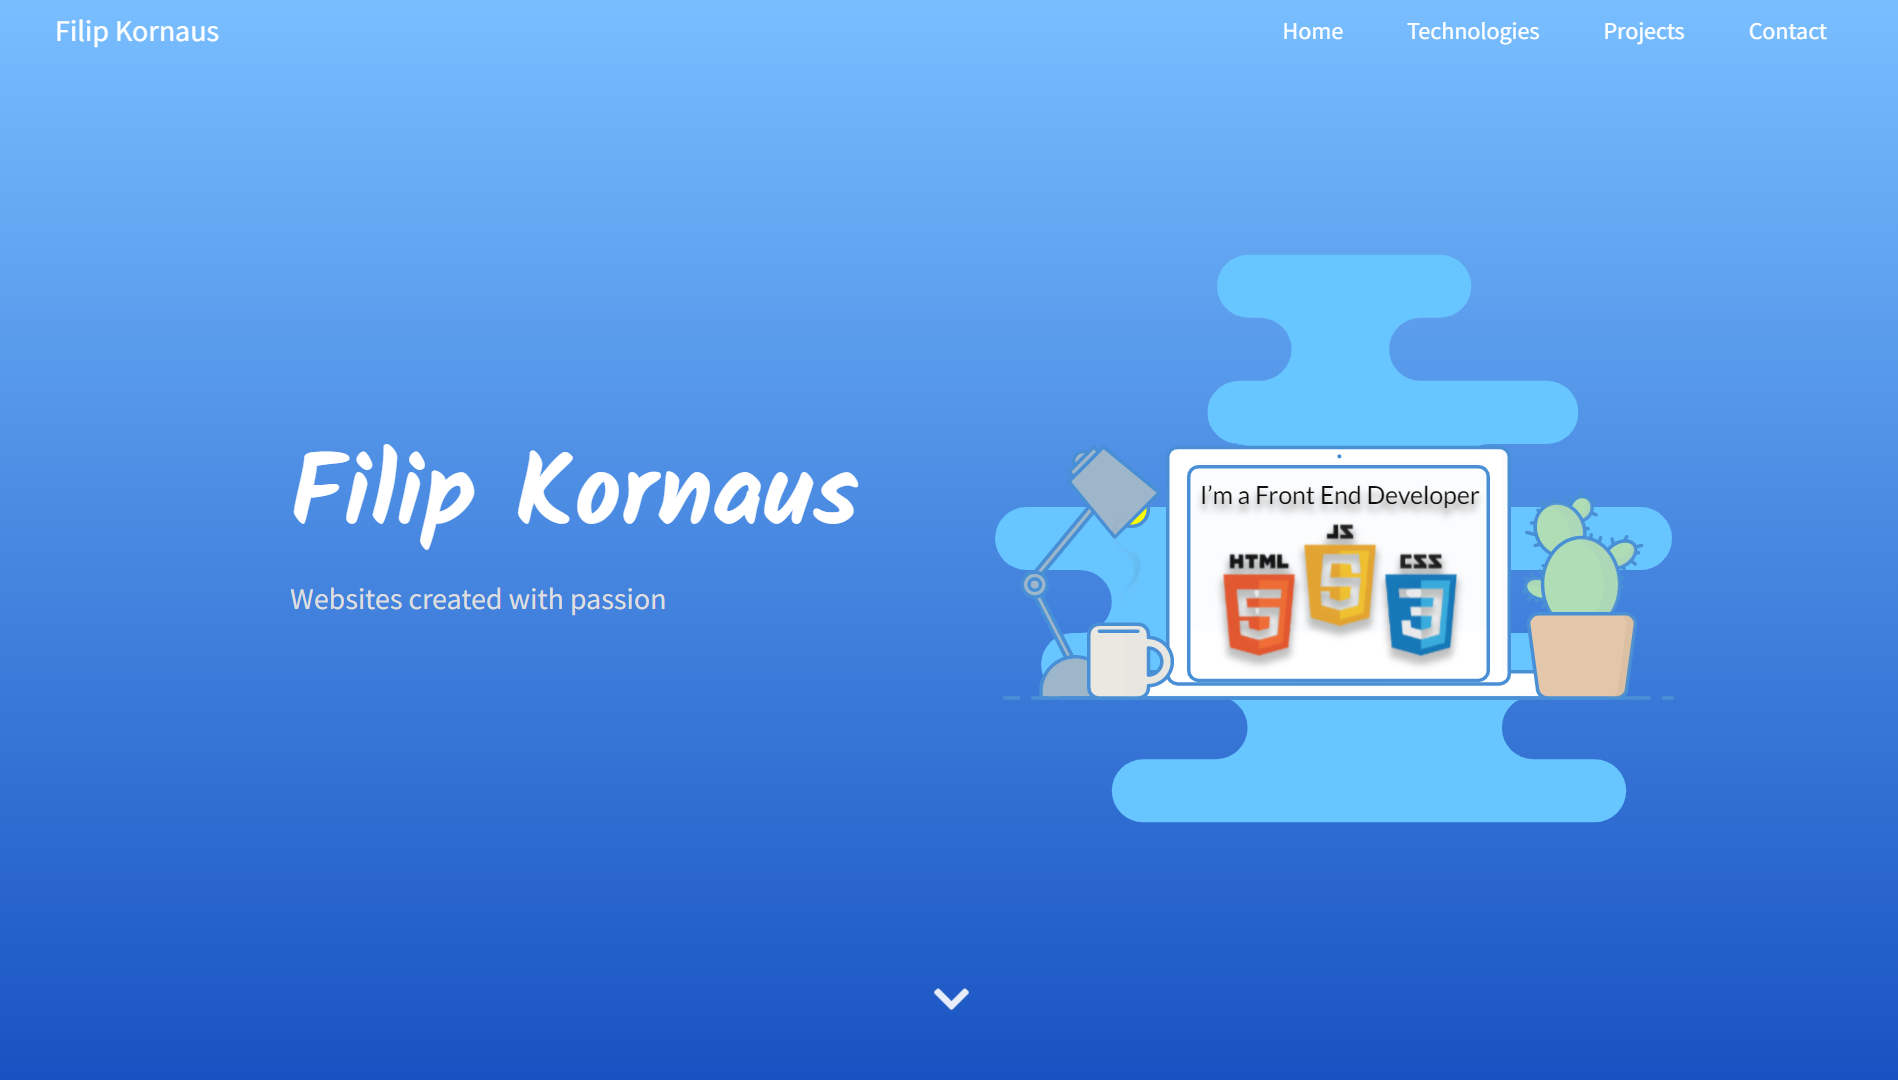 Filip Kornaus
Home
Technologies
Projects
Contact
Filip Kornaus
Websites created with passion
I'm a Front End Developer
JS
HTML
CSS
5
3